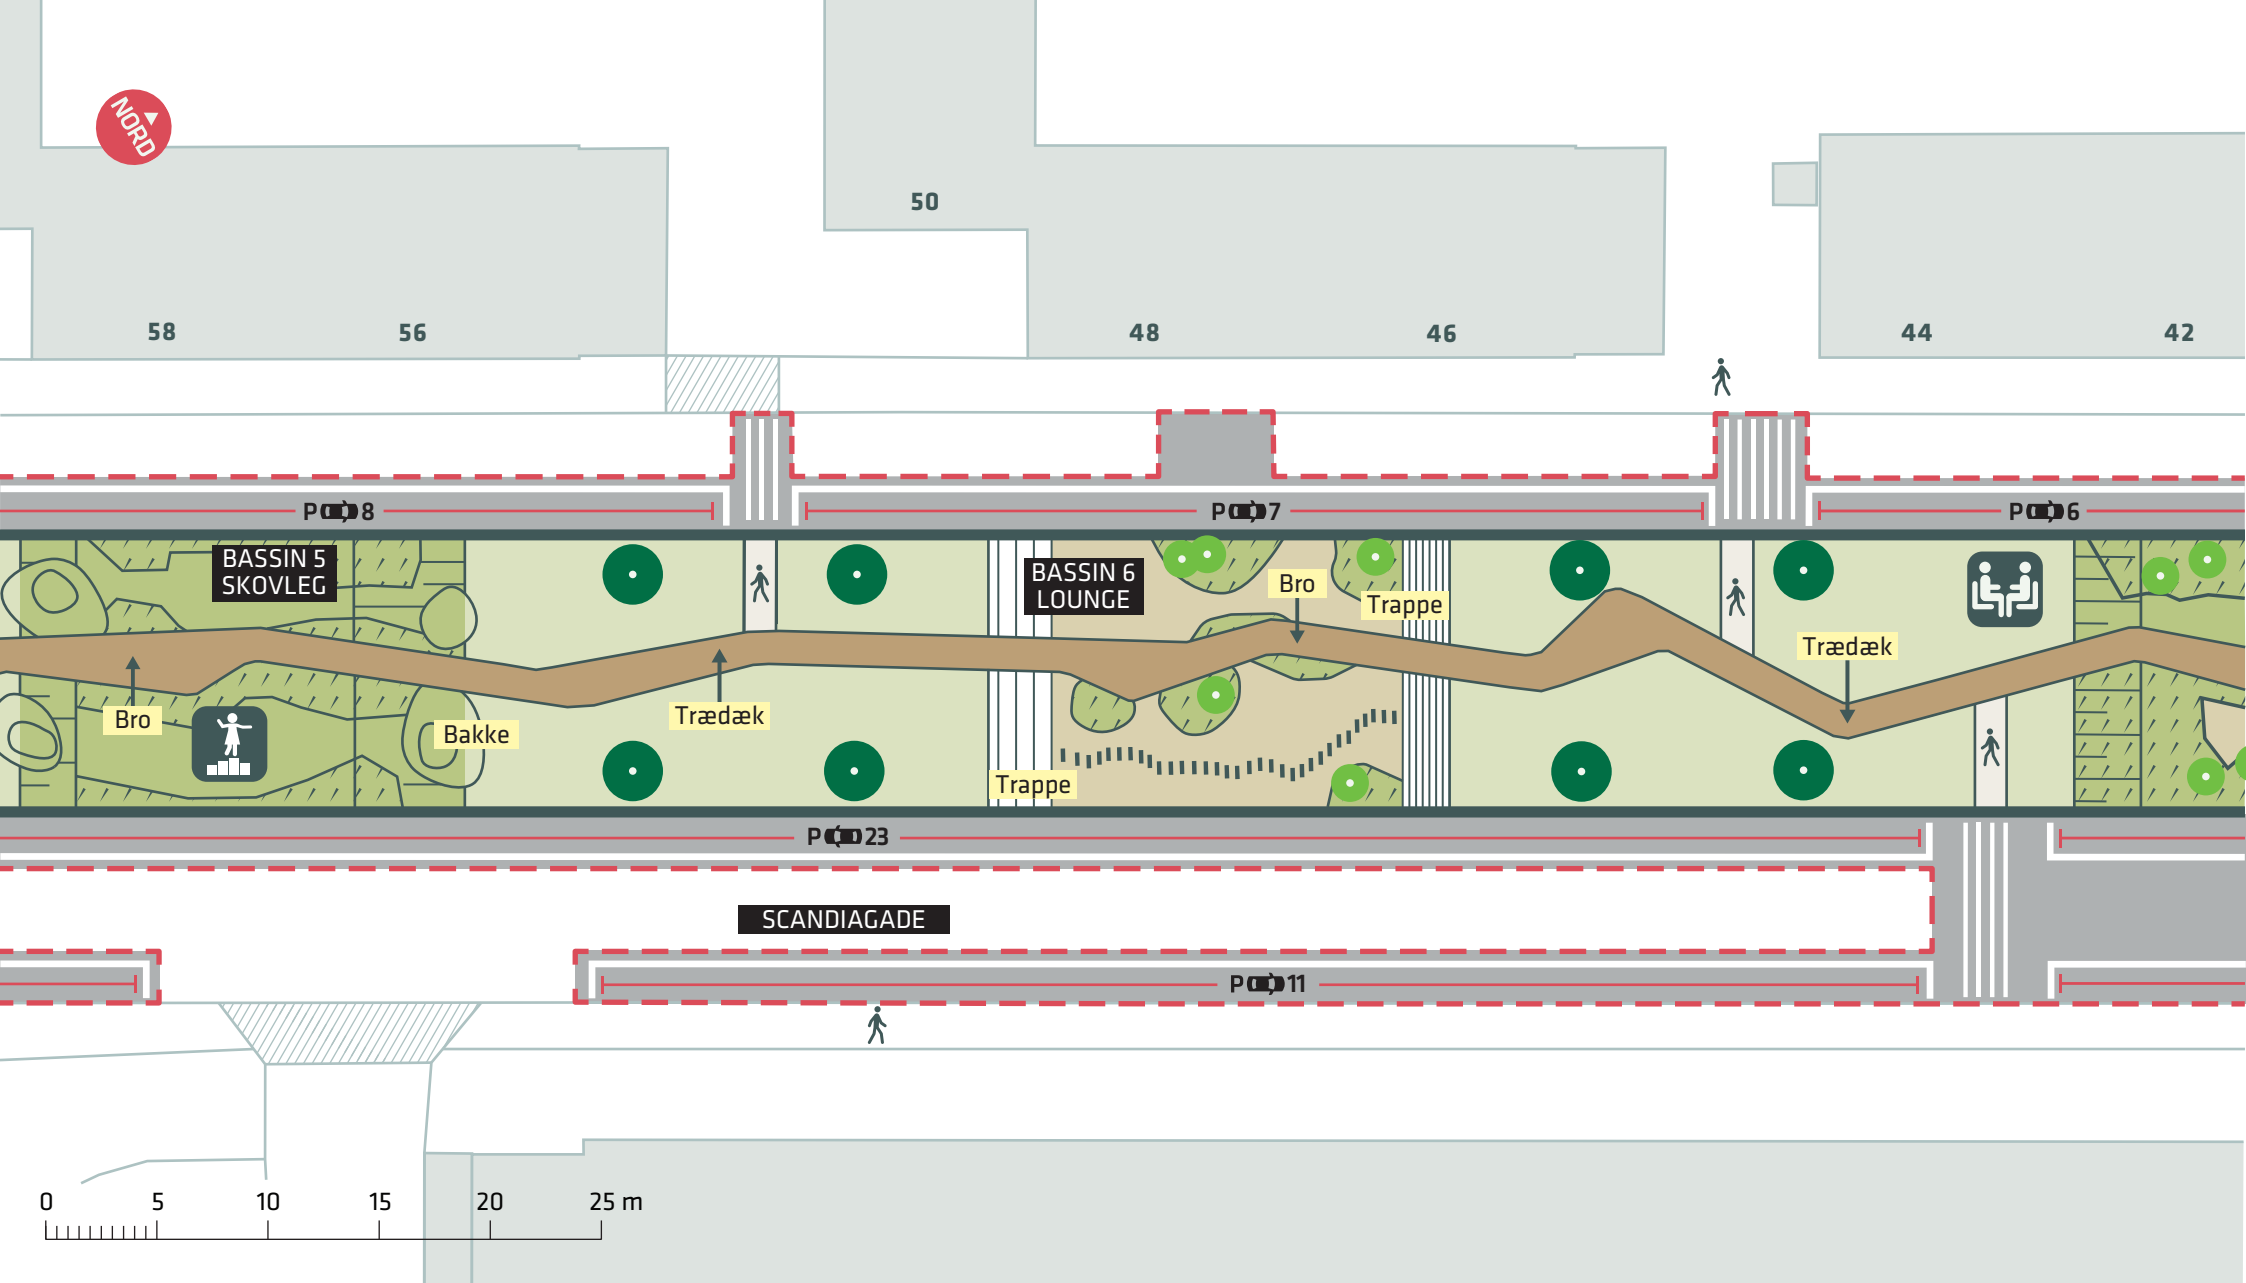 NORD
50
58
56
48
46
44
42
P 8
P 7
P 6
BASSIN 5
SKOVLEG
BASSIN 6
LOUNGE
Bro
Trappe
Trædæk
Bro
Trædæk
Bakke
Trappe
P 23
SCANDIAGADE
P 11
0 5 10 15 20 25 m